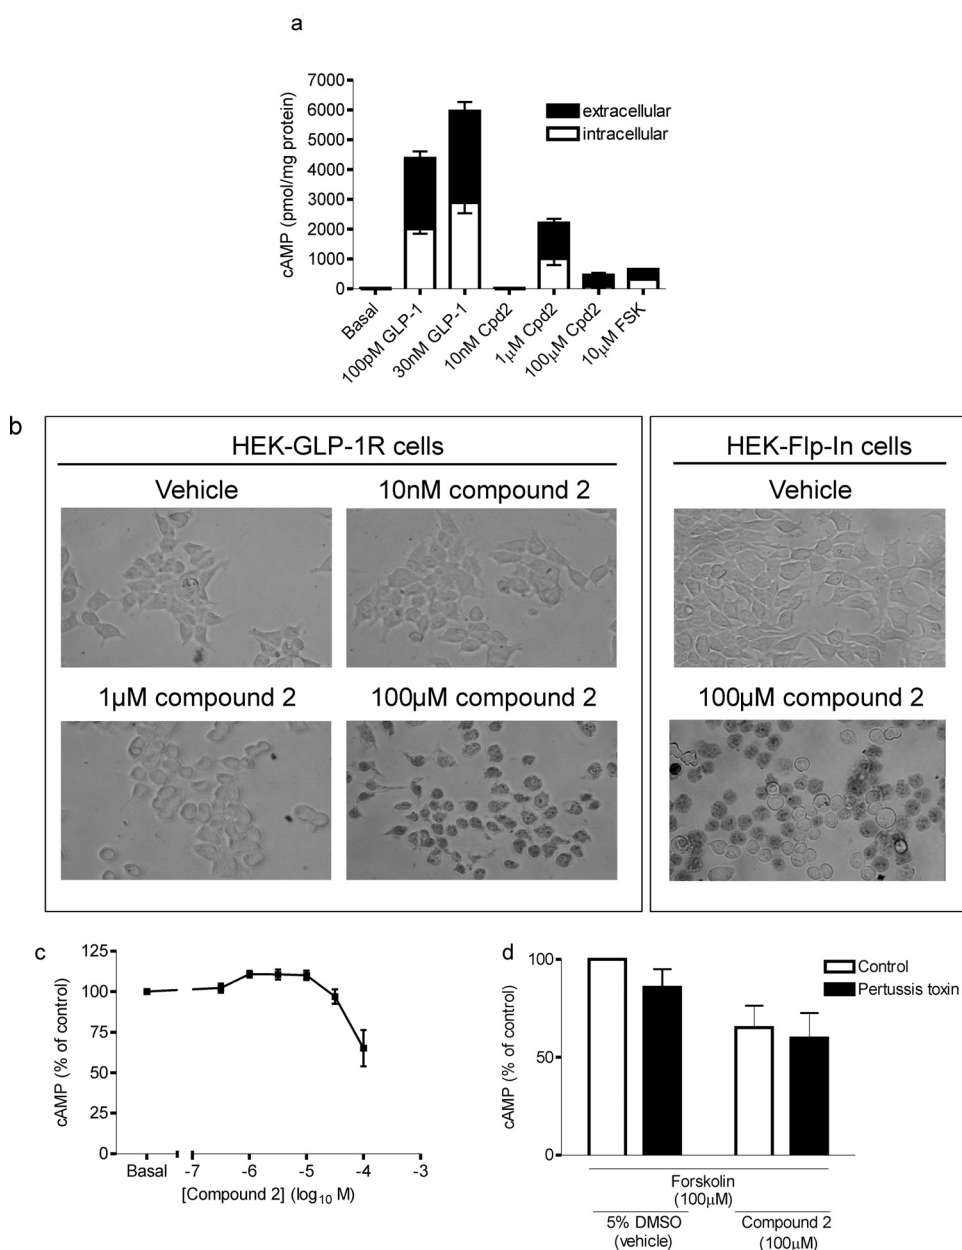 a
7000
6000
5000
4000
3000
2000
1000
0
cAMP (pmol/mg protein)
extracellular
intracellular
Basal
100pM GLP-1
30nM GLP-1
10nM Cpd2
1µM Cpd2
100µM Cpd2
10µM FSK
b
HEK-GLP-1R cells
HEK-Flp-In cells
Vehicle
10nM compound 2
Vehicle
1µM compound 2
100µM compound 2
100µM compound 2
c
125
100
75
50
25
0
cAMP (% of control)
Basal
-7
-6
-5
-4
-3
[Compound 2] (log10 M)
d
100
50
0
cAMP (% of control)
Control
Pertussis toxin
Forskolin
(100µM)
5% DMSO
(vehicle)
Compound 2
(100µM)